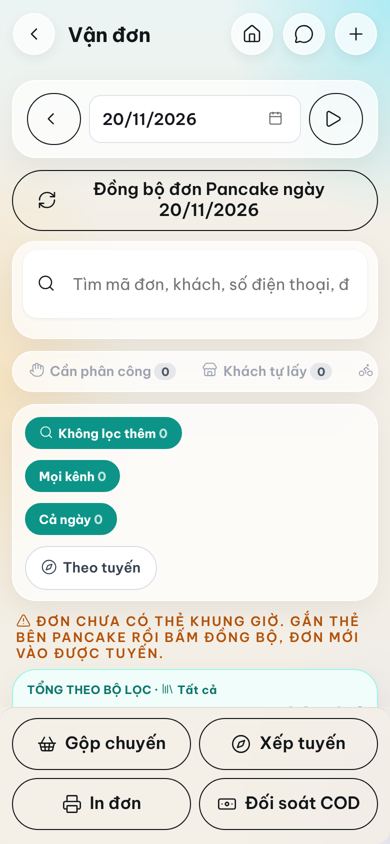 Vận đơn
20/11/2026
Đồng bộ đơn Pancake ngày
20/11/2026
Tìm mã đơn, khách, số điện thoại, đ
Cần phân công 0 Khách tự lấy 0
Không lọc thêm 0
Mọi kênh 0
Cả ngày 0
Theo tuyến
ĐƠN CHƯA CÓ THẺ KHUNG GIỜ. GẮN THẺ
BÊN PANCAKE RỒI BẤM ĐỒNG BỘ, ĐƠN MỚI
VÀO ĐƯỢC TUYẾN.
TỔNG THEO BỘ LỌC · Tất cả
Gộp chuyến Xếp tuyến
In đơn Đối soát COD